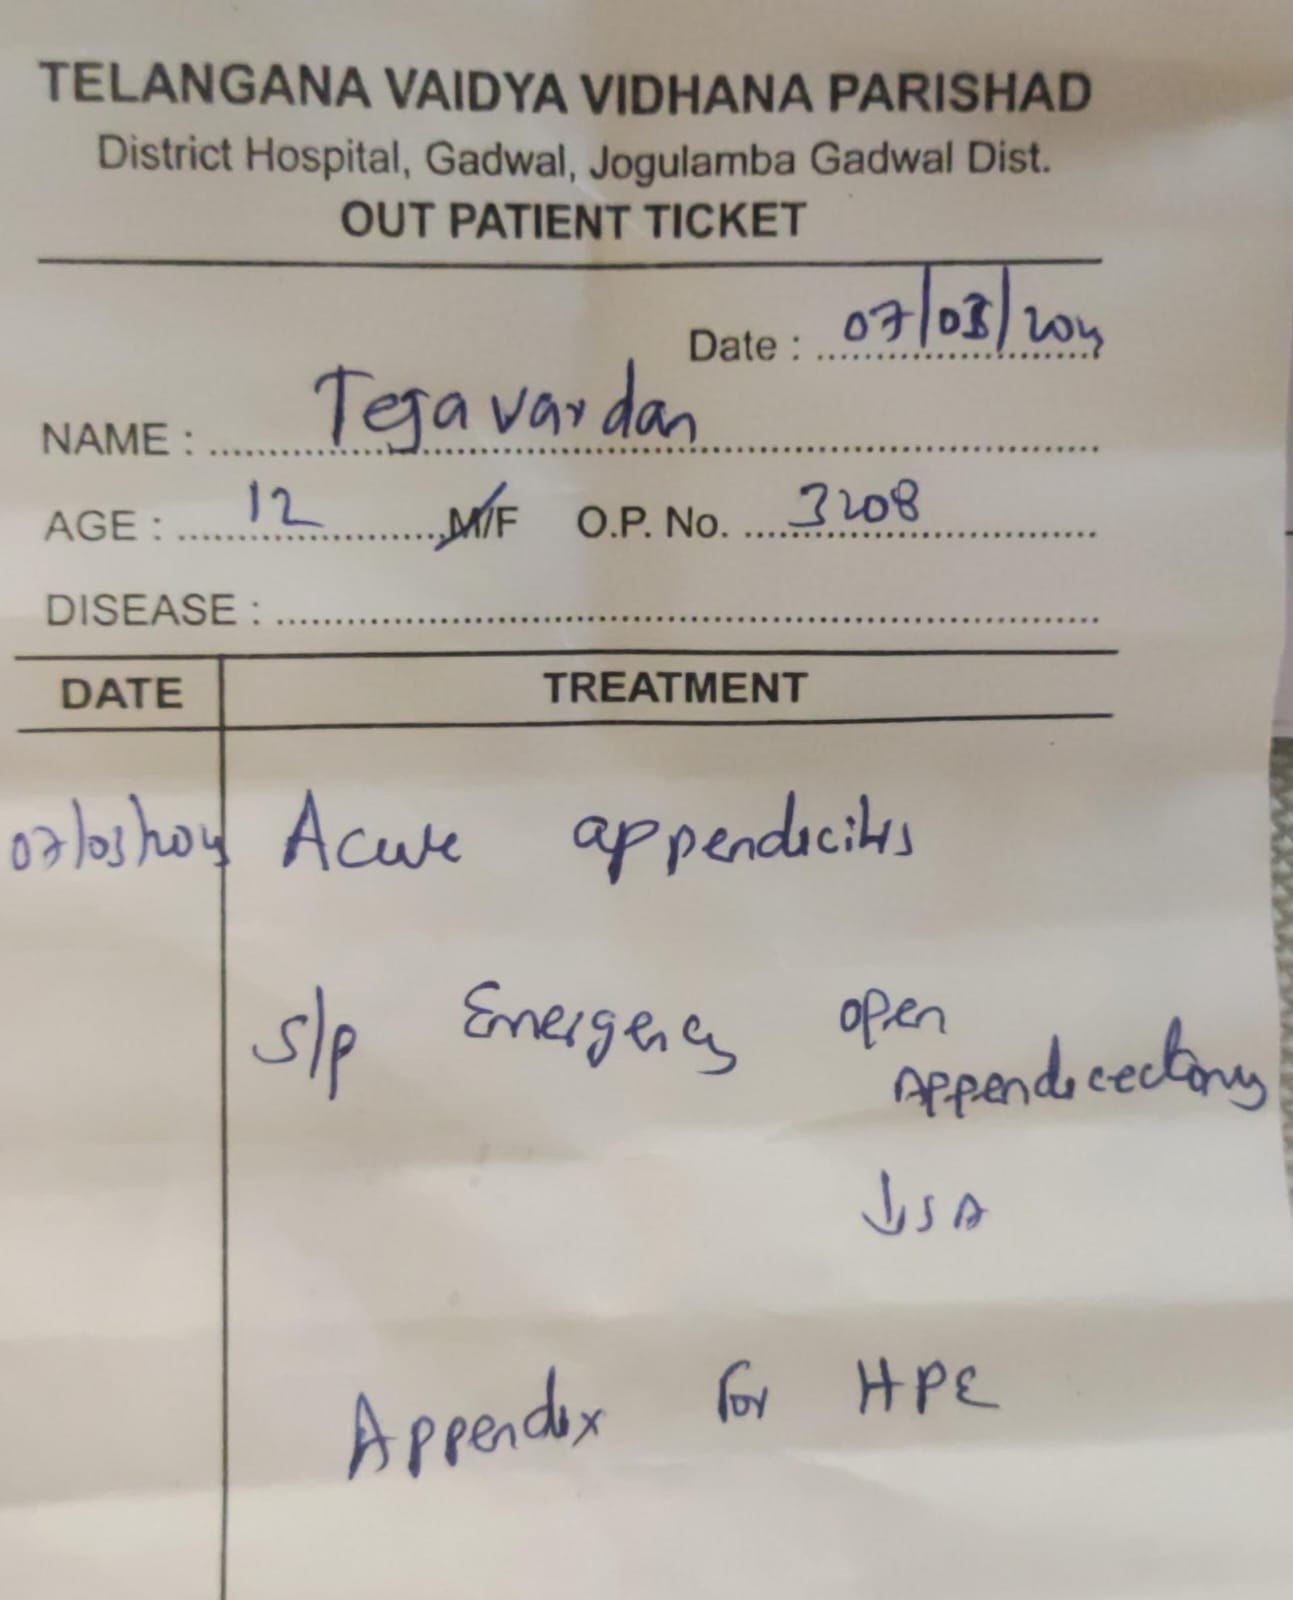 TELANGANA VAIDYA VIDHANA PARISHAD
District Hospital, Gadwal, Jogulamba Gadwal Dist.
OUT PATIENT TICKET
Date : 07/03/2024
NAME : Tejavardan
AGE : 12 M/F O.P. No. 3208
DISEASE :
DATE TREATMENT
07/03/2024 Acute appendicitis
S/p Emergency open
Appendicectomy
↓ SA
Appendix for HPE